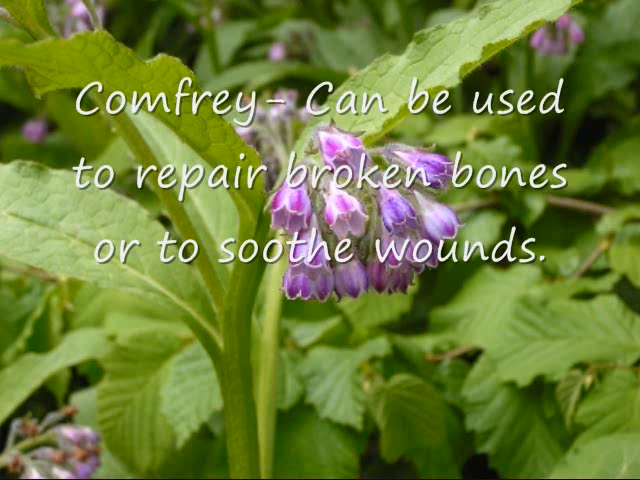 Comfrey- Can be used
to repair broken bones
or to soothe wounds.